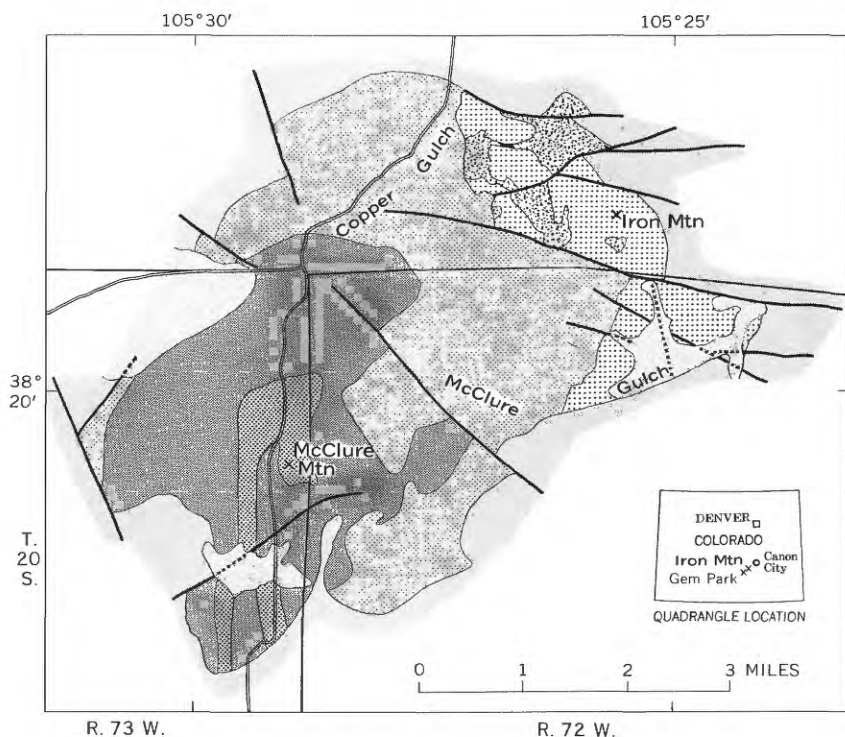 105°30'
105°25'
Gulch
Copper
Iron Mtn
38°
20'
McClure
Gulch
McClure
Mtn
T.
20
S.
DENVER
COLORADO
Iron Mtn
Canon
City
Gem Park
QUADRANGLE LOCATION
0 1 2 3 MILES
R. 73 W.
R. 72 W.